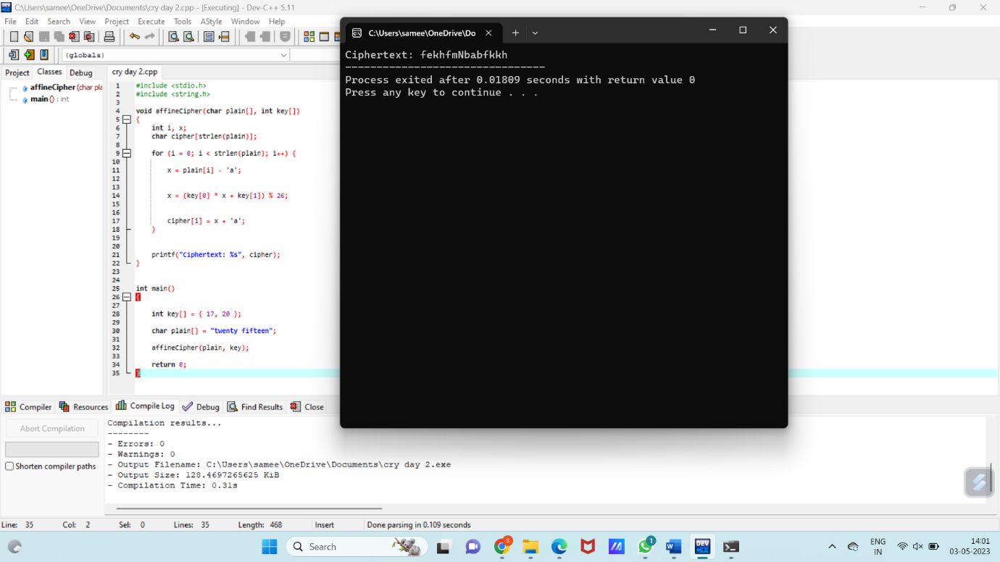 C:\Users\samee\OneDrive\Documents\cry day 2.cpp - [Executing] - Dev-C++ 5.11
File Edit Search View Project Execute Tools AStyle Window Help
(globals)
Project Classes Debug
affineCipher (char pla
main () : int
cry day 2.cpp
1 #include <stdio.h>
2 #include <string.h>
3
4 void affineCipher(char plain[], int key[])
5 {
6 int i, x;
7 char cipher[strlen(plain)];
8
9 for (i = 0; i < strlen(plain); i++) {
10
11 x = plain[i] - 'a';
12
13
14 x = (key[0] * x + key[1]) % 26;
15
16
17 cipher[i] = x + 'a';
18 }
19
20
21 printf("Ciphertext: %s", cipher);
22 }
23
24
25 int main()
26 {
27
28 int key[] = { 17, 20 };
29
30 char plain[] = "twenty fifteen";
31
32 affineCipher(plain, key);
33
34 return 0;
35 }
C:\Users\samee\OneDrive\Do
Ciphertext: fekhfmNbabfkkh
--------------------------------
Process exited after 0.01809 seconds with return value 0
Press any key to continue . . .
Compiler Resources Compile Log Debug Find Results Close
Abort Compilation
Shorten compiler paths
Compilation results...
--------
- Errors: 0
- Warnings: 0
- Output Filename: C:\Users\samee\OneDrive\Documents\cry day 2.exe
- Output Size: 128.4697265625 KiB
- Compilation Time: 0.31s
Line: 35 Col: 2 Sel: 0 Lines: 35 Length: 468 Insert Done parsing in 0.109 seconds
Search
S
1
W
DEV
ENG
IN
14:01
03-05-2023